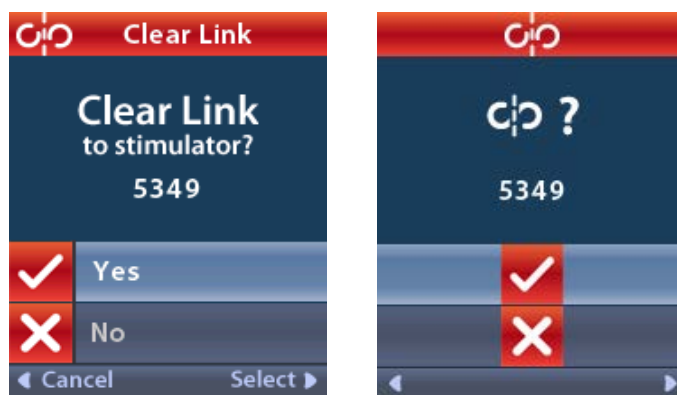 Clear Link
Clear Link
to stimulator?
5349
Yes
No
Cancel Select
?
5349